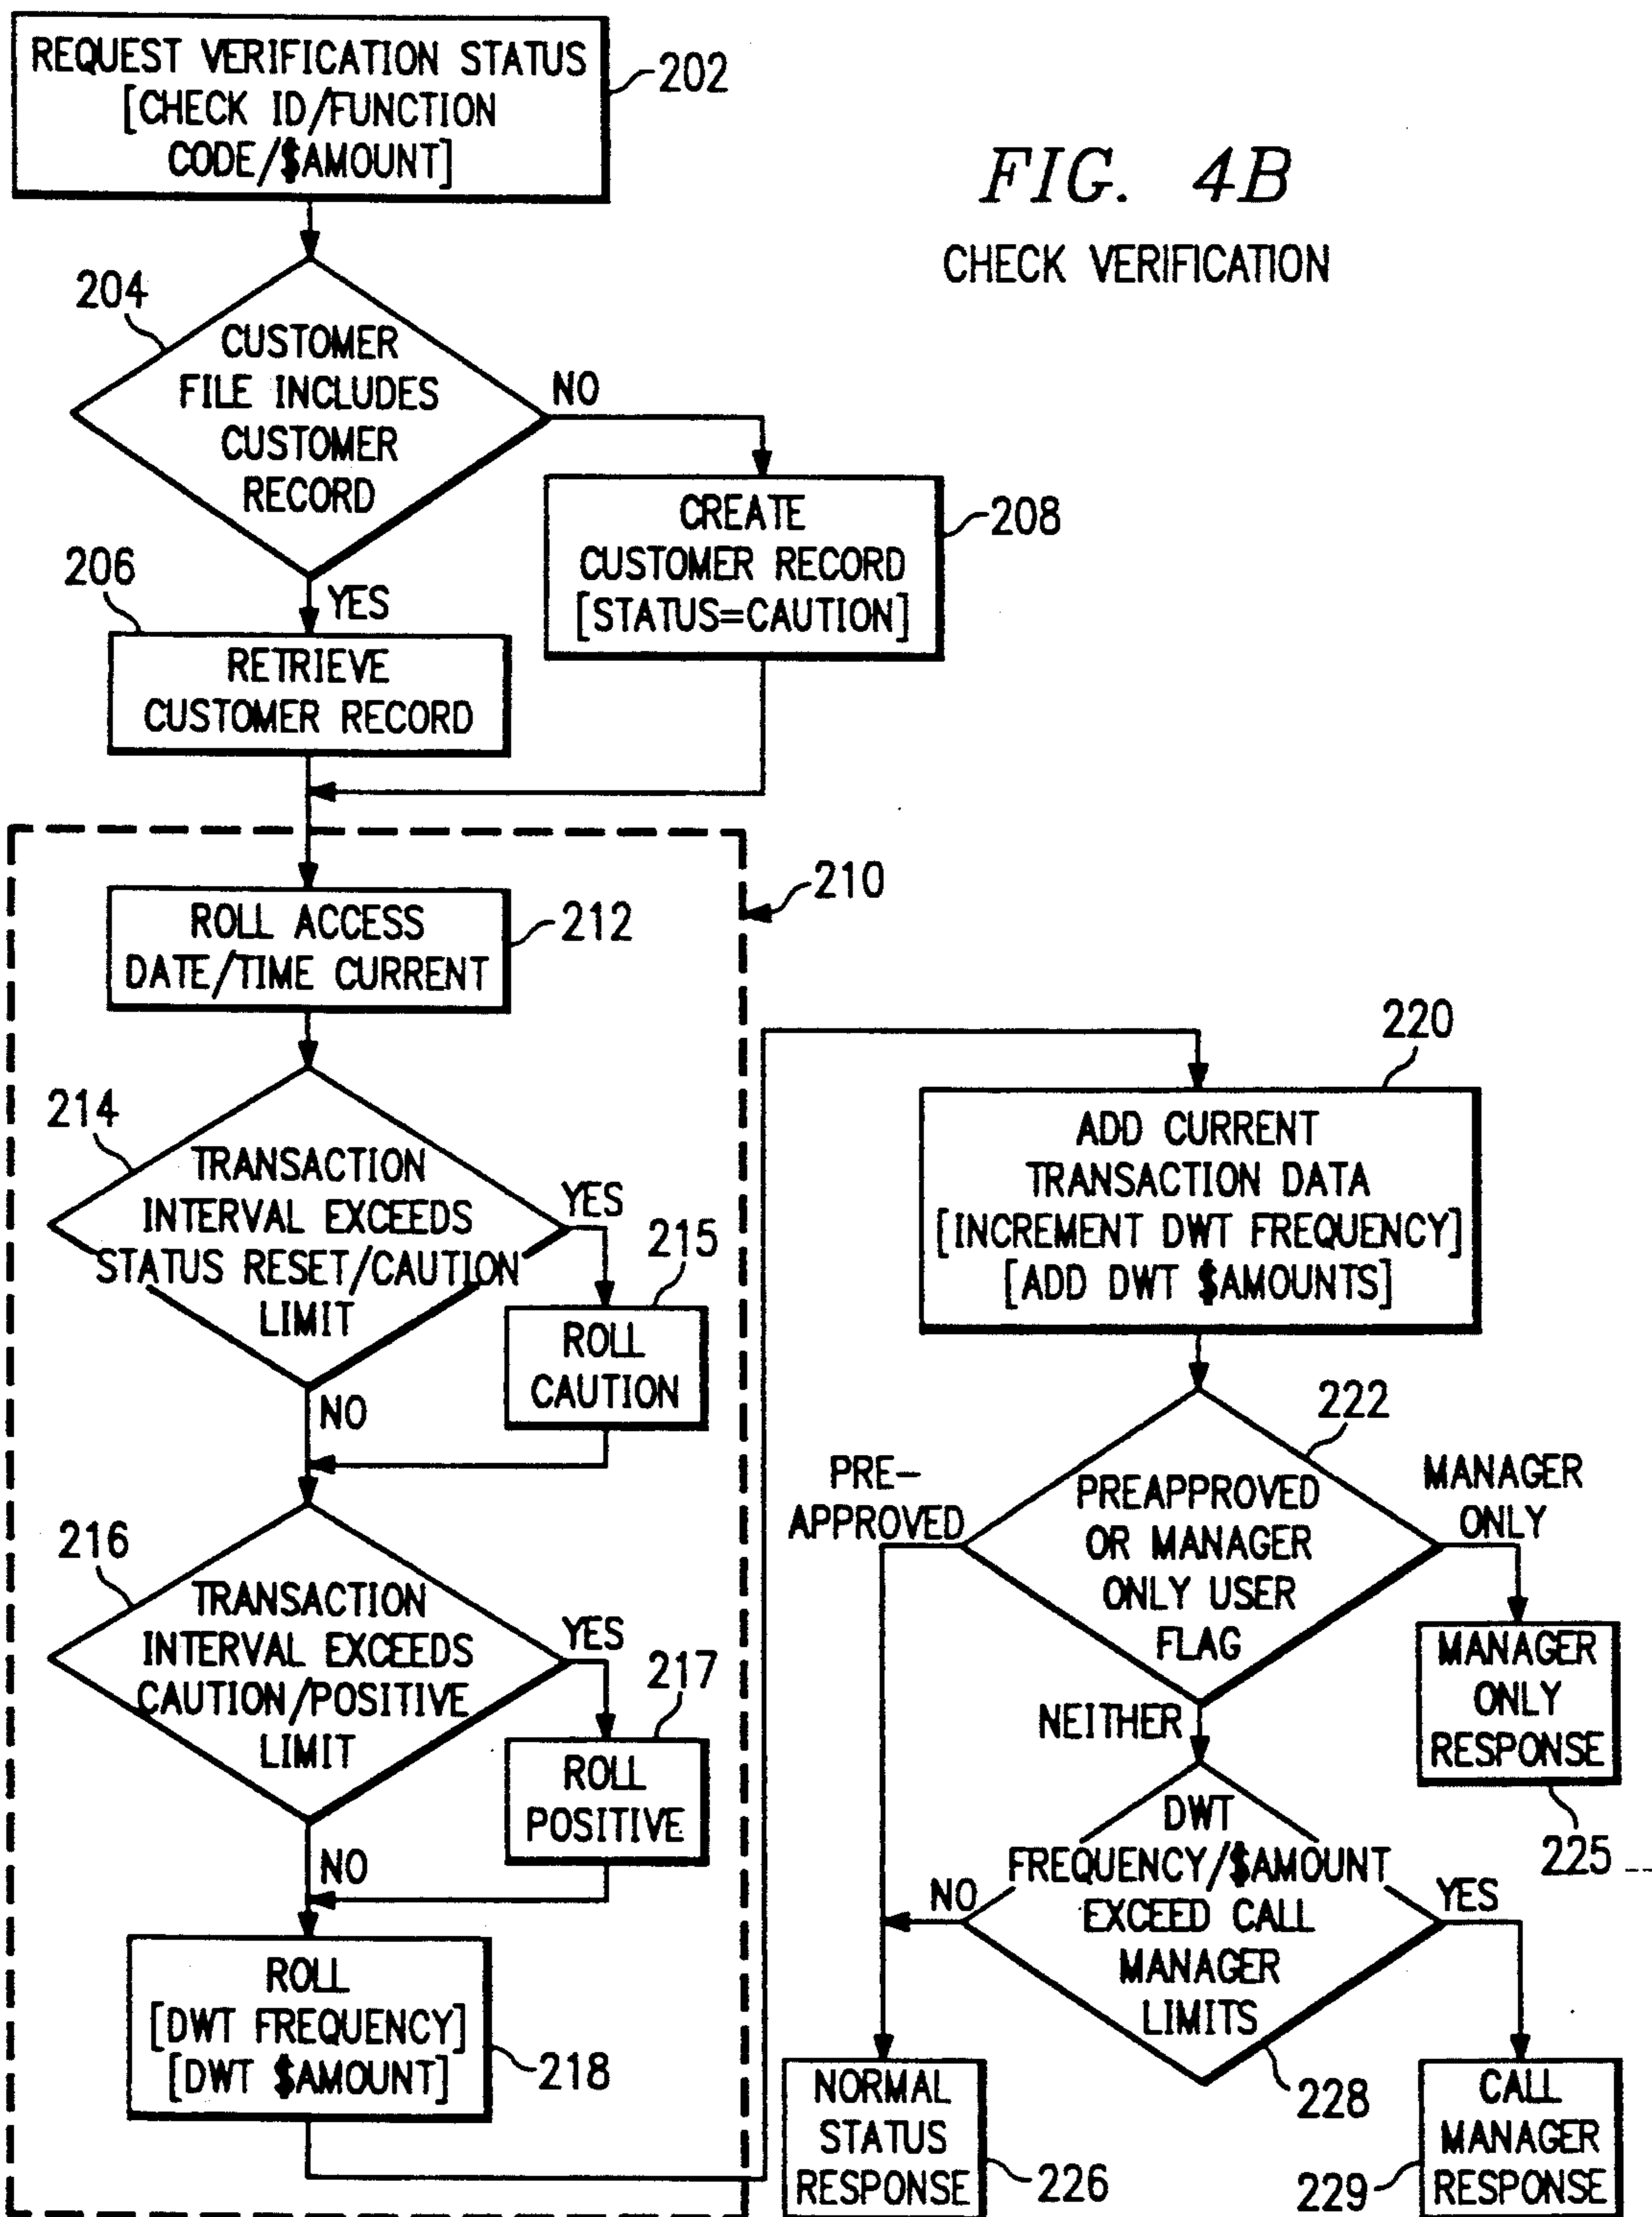 REQUEST VERIFICATION STATUS
[CHECK ID/FUNCTION
CODE/$AMOUNT]
202
FIG. 4B
CHECK VERIFICATION
204
CUSTOMER
FILE INCLUDES
CUSTOMER
RECORD
NO
YES
CREATE
CUSTOMER RECORD
[STATUS=CAUTION]
208
206
RETRIEVE
CUSTOMER RECORD
210
ROLL ACCESS
DATE/TIME CURRENT
212
214
TRANSACTION
INTERVAL EXCEEDS
STATUS RESET/CAUTION
LIMIT
YES
215
ROLL
CAUTION
NO
216
TRANSACTION
INTERVAL EXCEEDS
CAUTION/POSITIVE
LIMIT
YES
217
ROLL
POSITIVE
NO
ROLL
[DWT FREQUENCY]
[DWT $AMOUNT]
218
220
ADD CURRENT
TRANSACTION DATA
[INCREMENT DWT FREQUENCY]
[ADD DWT $AMOUNTS]
222
PRE-
APPROVED
PREAPPROVED
OR MANAGER
ONLY USER
FLAG
MANAGER
ONLY
MANAGER
ONLY
RESPONSE
225
NEITHER
DWT
FREQUENCY/$AMOUNT
EXCEED CALL
MANAGER
LIMITS
NO
YES
228
NORMAL
STATUS
RESPONSE
226
CALL
MANAGER
RESPONSE
229